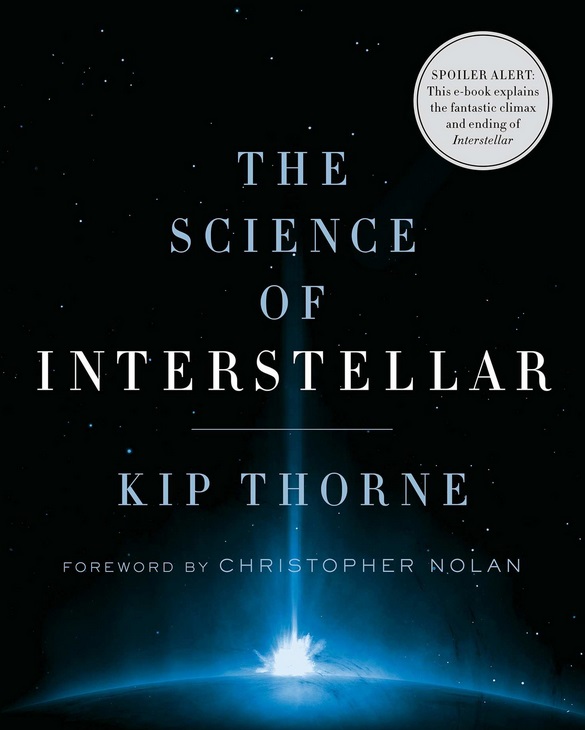 SPOILER ALERT:
This e-book explains
the fantastic climax
and ending of
Interstellar
THE
SCIENCE
OF
INTERSTELLAR
KIP THORNE
FOREWORD BY CHRISTOPHER NOLAN